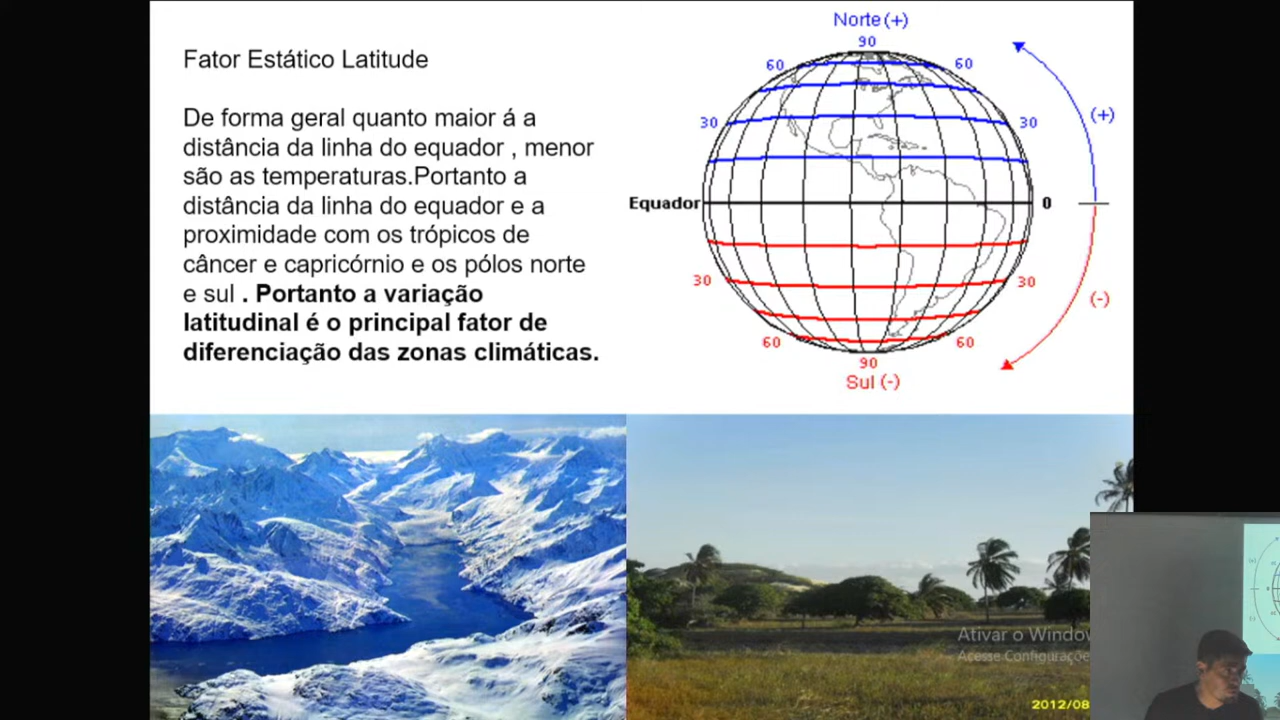 Fator Estático Latitude
De forma geral quanto maior á a
distância da linha do equador , menor
são as temperaturas.Portanto a
distância da linha do equador e a
proximidade com os trópicos de
câncer e capricórnio e os pólos norte
e sul . Portanto a variação
latitudinal é o principal fator de
diferenciação das zonas climáticas.
Norte (+)
90
60 60
30 30
(+)
Equador 0
30 30
(-)
60 60
90
Sul (-)
Ativar o Window
Acesse Configurações
2012/08